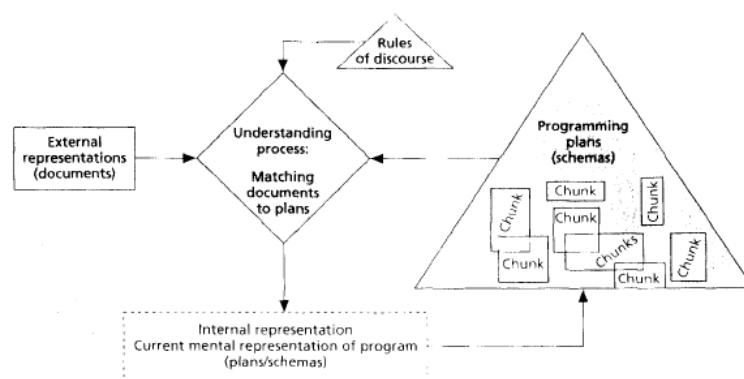 Rules
of discourse
External
representations
(documents)
Understanding
process:
Matching
documents
to plans
Programming
plans
(schemas)
Chunk
Chunk
Chunk
Chunk
Chunk
Chunks
Chunk
Chunk
Internal representation
Current mental representation of program
(plans/schemas)